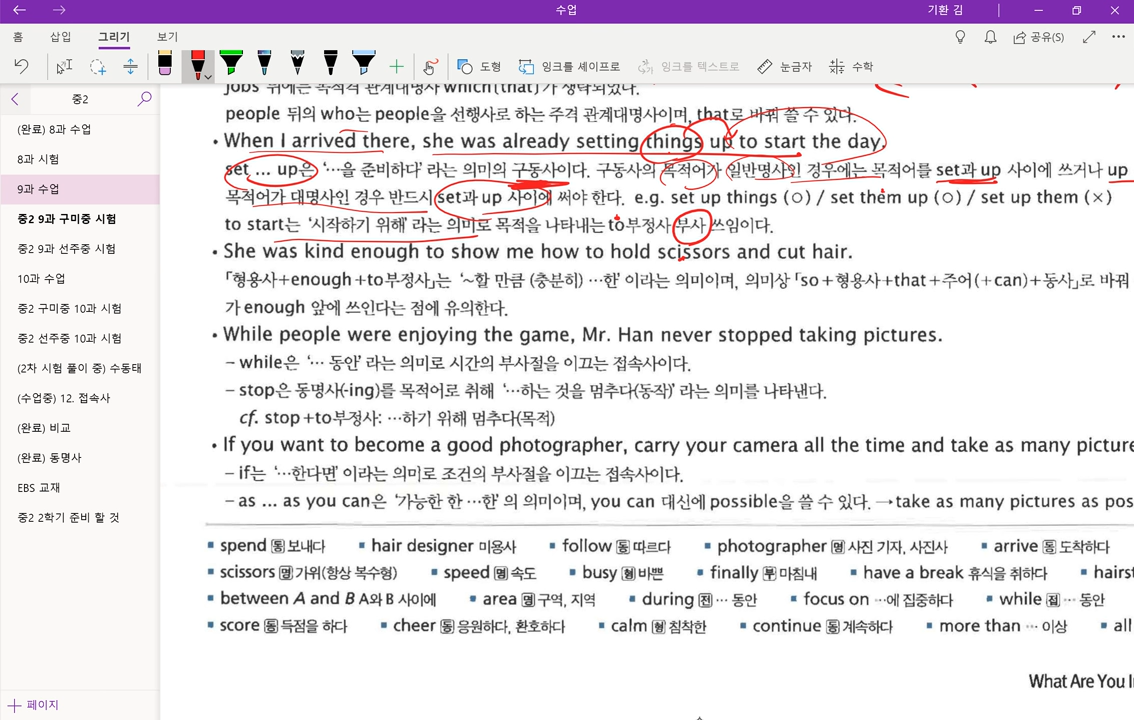 수업
기환 김
홈 삽입 그리기 보기
공유(S)
도형 잉크를 셰이프로 잉크를 텍스트로 눈금자 수학
중2
(완료) 8과 수업
8과 시험
9과 수업
중2 9과 구미중 시험
중2 9과 선주중 시험
10과 수업
중2 구미중 10과 시험
중2 선주중 10과 시험
(2차 시험 풀이 중) 수동태
(수업중) 12. 접속사
(완료) 비교
(완료) 동명사
EBS 교재
중2 2학기 준비 할 것
페이지
jobs 뒤에는 목적격 관계대명사 which(that)가 생략되었다.
people 뒤의 who는 people을 선행사로 하는 주격 관계대명사이며, that로 바꿔 쓸 수 있다.
• When I arrived there, she was already setting things up to start the day.
set … up은 ‘…을 준비하다’ 라는 의미의 구동사이다. 구동사의 목적어가 일반명사인 경우에는 목적어를 set과 up 사이에 쓰거나 up
목적어가 대명사인 경우 반드시 set과 up 사이에 써야 한다. e.g. set up things (○) / set them up (○) / set up them (×)
to start는 ‘시작하기 위해’ 라는 의미로 목적을 나타내는 to부정사 부사 쓰임이다.
• She was kind enough to show me how to hold scissors and cut hair.
「형용사+enough+to부정사」는 ‘~할 만큼 (충분히) …한’ 이라는 의미이며, 의미상 「so+형용사+that+주어(+can)+동사」로 바꿔
가 enough 앞에 쓰인다는 점에 유의한다.
• While people were enjoying the game, Mr. Han never stopped taking pictures.
– while은 ‘… 동안’ 라는 의미로 시간의 부사절을 이끄는 접속사이다.
– stop은 동명사(-ing)를 목적어로 취해 ‘…하는 것을 멈추다(동작)’ 라는 의미를 나타낸다.
cf. stop+to부정사: …하기 위해 멈추다(목적)
• If you want to become a good photographer, carry your camera all the time and take as many picture
– if는 ‘…한다면’ 이라는 의미로 조건의 부사절을 이끄는 접속사이다.
– as … as you can은 ‘가능한 한 …한’ 의 의미이며, you can 대신에 possible을 쓸 수 있다. →take as many pictures as pos
▪ spend 동 보내다 ▪ hair designer 미용사 ▪ follow 동 따르다 ▪ photographer 명 사진 기자, 사진사 ▪ arrive 동 도착하다
▪ scissors 명 가위(항상 복수형) ▪ speed 명 속도 ▪ busy 형 바쁜 ▪ finally 부 마침내 ▪ have a break 휴식을 취하다 ▪ hairst
▪ between A and B A와 B 사이에 ▪ area 명 구역, 지역 ▪ during 전 … 동안 ▪ focus on …에 집중하다 ▪ while 접 … 동안
▪ score 동 득점을 하다 ▪ cheer 동 응원하다, 환호하다 ▪ calm 형 침착한 ▪ continue 동 계속하다 ▪ more than … 이상 ▪ all
What Are You In